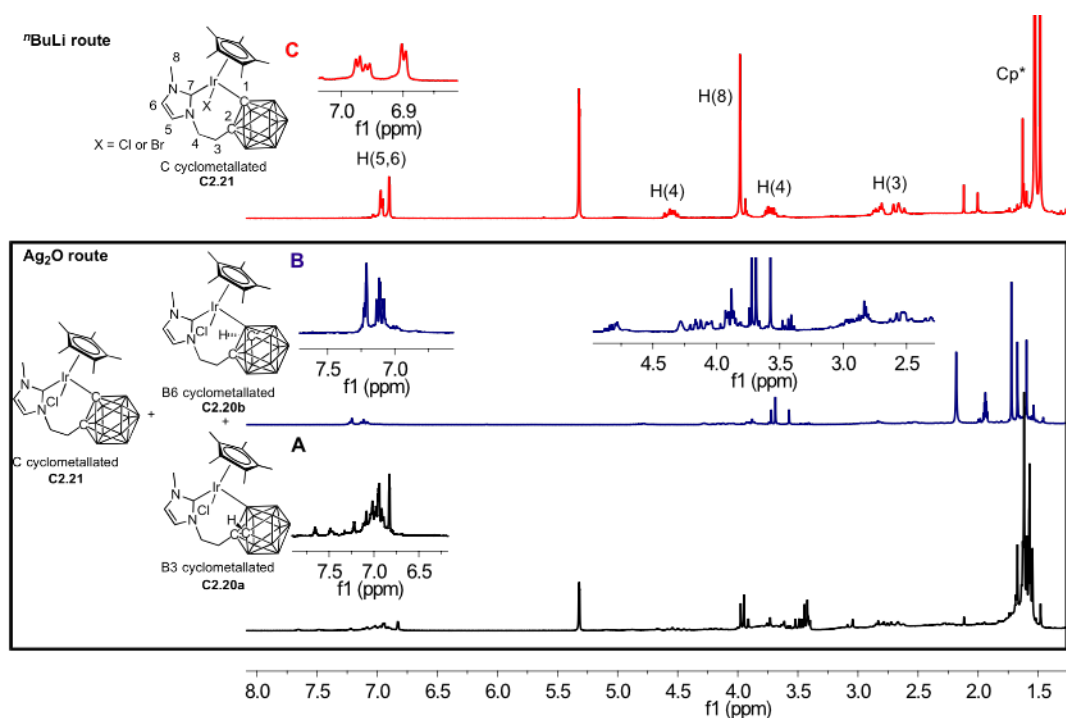 ⁿBuLi route
C
8
N
7
Ir
1
6
N
X
C
2
C
5
4
3
X = Cl or Br
C cyclometallated
C2.21
7.0 6.9
f1 (ppm)
H(5,6)
H(4)
H(8)
H(4)
H(3)
Cp*
Ag₂O route
B
N
Ir
Cl
H
N
C
C
7.5 7.0
f1 (ppm)
4.5 4.0 3.5 3.0 2.5
f1 (ppm)
B6 cyclometallated
C2.20b
N
Ir
Cl
N
C
C
+
+
C cyclometallated
C2.21
A
N
Ir
Cl
H
N
C
C
7.5 7.0 6.5
f1 (ppm)
B3 cyclometallated
C2.20a
8.0 7.5 7.0 6.5 6.0 5.5 5.0 4.5 4.0 3.5 3.0 2.5 2.0 1.5
f1 (ppm)